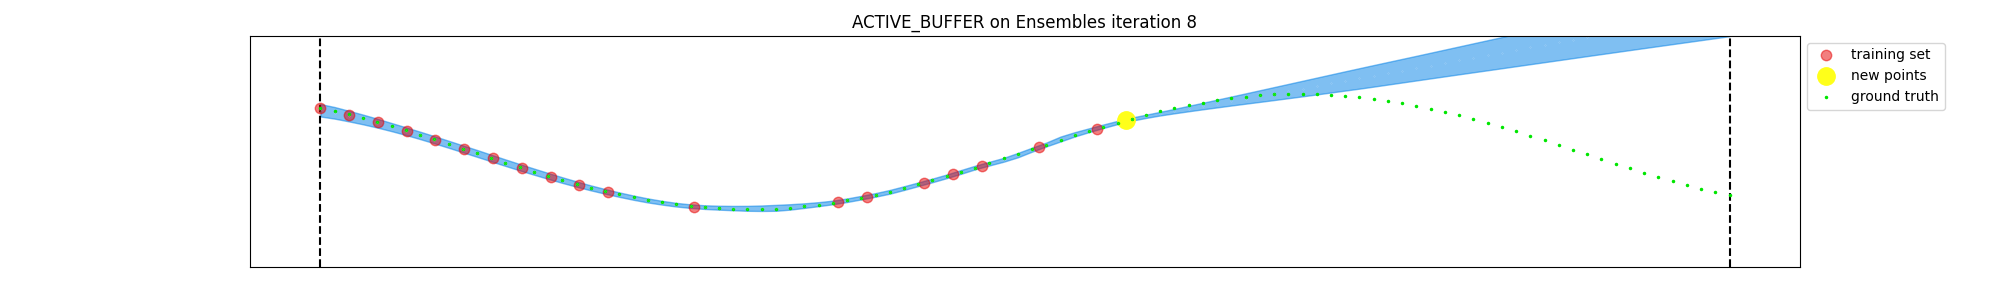 ACTIVE_BUFFER on Ensembles iteration 8
training set
new points
ground truth